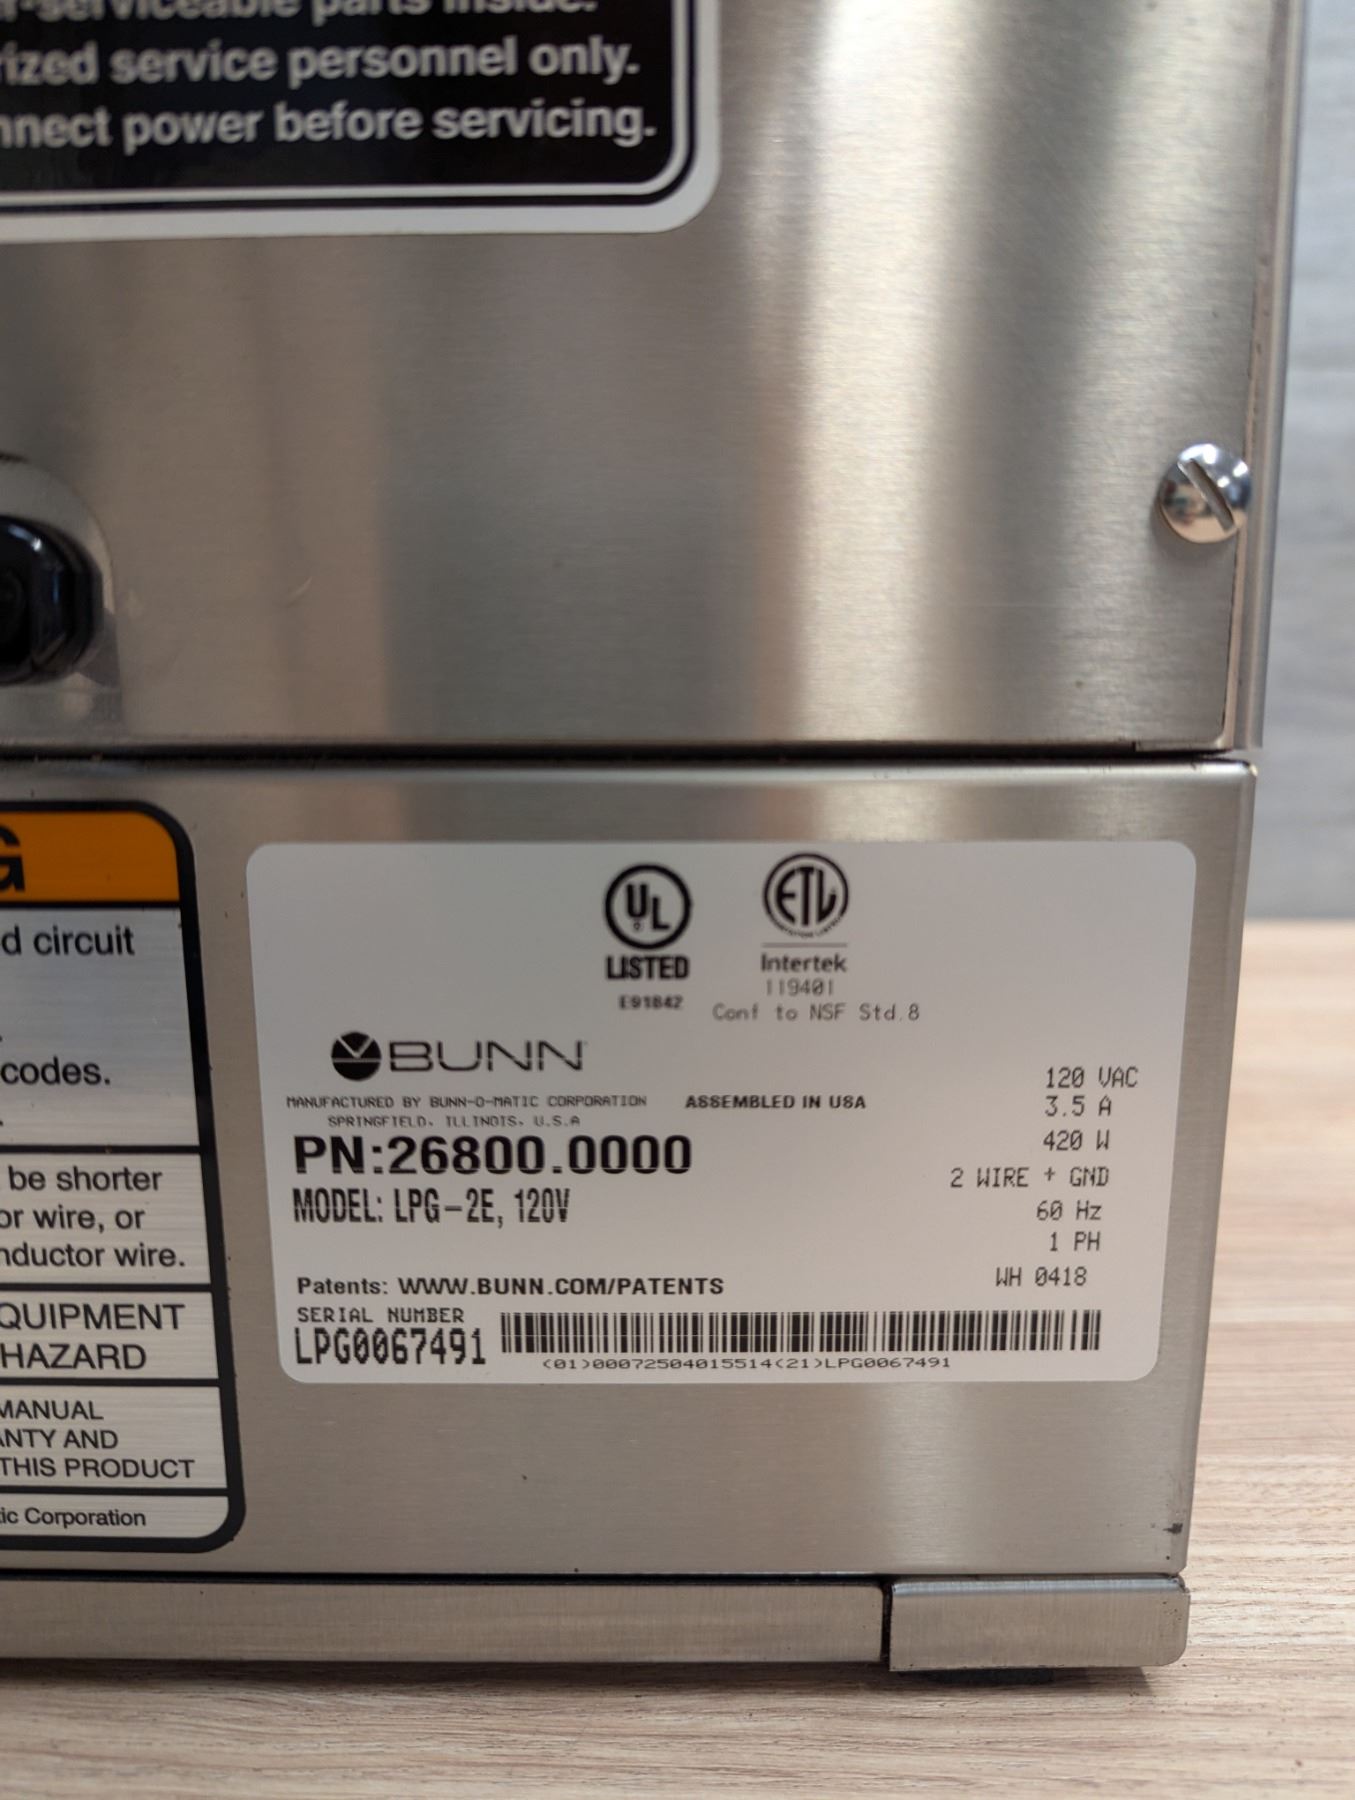 -serviceable parts inside.
rized service personnel only.
nnect power before servicing.
G
d circuit
codes.
be shorter
or wire, or
nductor wire.
QUIPMENT
HAZARD
MANUAL
ANTY AND
THIS PRODUCT
ic Corporation
UL
LISTED
E91842
ETL
Intertek
119401
Conf to NSF Std.8
BUNN
MANUFACTURED BY BUNN-O-MATIC CORPORATION ASSEMBLED IN USA
SPRINGFIELD, ILLINOIS, U.S.A
PN:26800.0000
MODEL: LPG-2E, 120V
120 VAC
3.5 A
420 W
2 WIRE + GND
60 Hz
1 PH
WH 0418
Patents: WWW.BUNN.COM/PATENTS
SERIAL NUMBER
LPG0067491
(01)00072504015514(21)LPG0067491